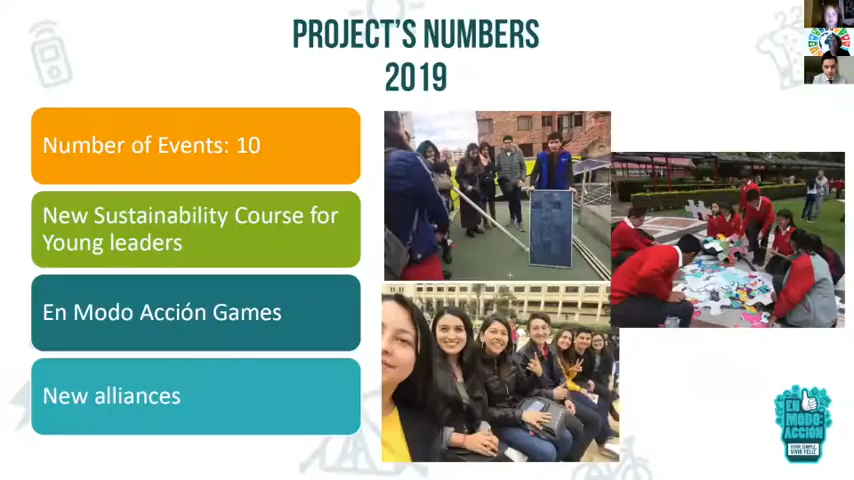 PROJECT'S NUMBERS
2019
Number of Events: 10
New Sustainability Course for
Young leaders
En Modo Acción Games
New alliances
EN
MODO
ACCIÓN
VIVIR SIMPLE,
VIVIR FELIZ